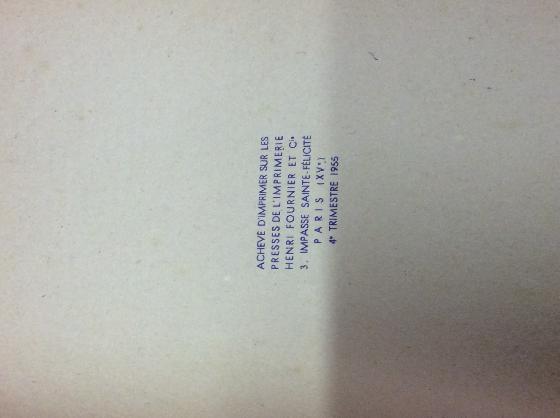 ACHEVÉ D'IMPRIMER SUR LES
PRESSES DE L'IMPRIMERIE
HENRI FOURNIER ET Cie
3, IMPASSE SAINTE-FÉLICITÉ
PARIS (XVe)
4e TRIMESTRE 1955